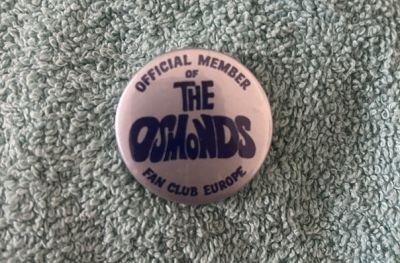 OFFICIAL MEMBER
OF
THE
OSMONDS
FAN CLUB EUROPE